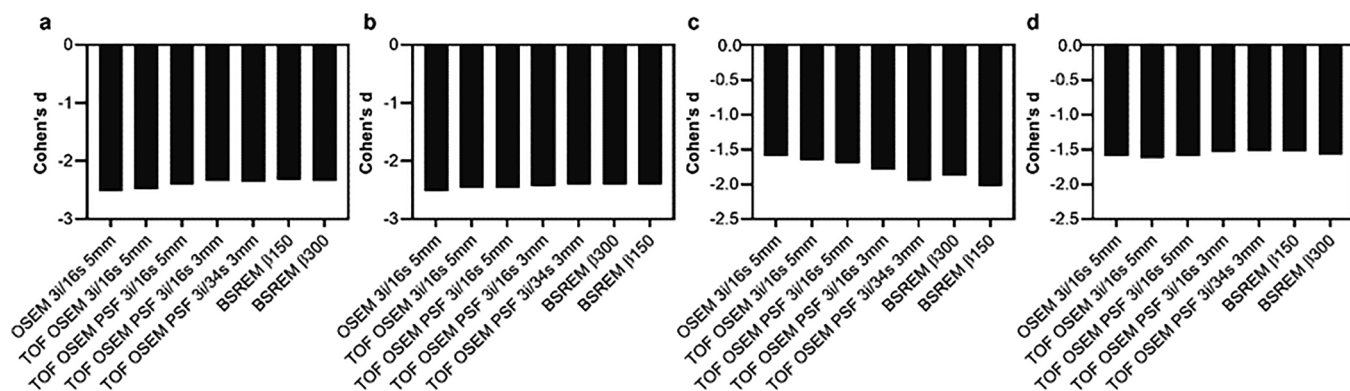 a
Cohen's d
0
-1
-2
-3
OSEM 3i/16s 5mm
TOF OSEM 3i/16s 5mm
TOF OSEM PSF 3i/16s 5mm
TOF OSEM PSF 3i/16s 3mm
TOF OSEM PSF 3i/34s 3mm
BSREM β150
BSREM β300
b
Cohen's d
0
-1
-2
-3
OSEM 3i/16s 5mm
TOF OSEM 3i/16s 5mm
TOF OSEM PSF 3i/16s 5mm
TOF OSEM PSF 3i/16s 3mm
TOF OSEM PSF 3i/34s 3mm
BSREM β300
BSREM β150
c
Cohen's d
0.0
-0.5
-1.0
-1.5
-2.0
-2.5
OSEM 3i/16s 5mm
TOF OSEM 3i/16s 5mm
TOF OSEM PSF 3i/16s 5mm
TOF OSEM PSF 3i/16s 3mm
TOF OSEM PSF 3i/34s 3mm
BSREM β300
BSREM β150
d
Cohen's d
0.0
-0.5
-1.0
-1.5
-2.0
-2.5
OSEM 3i/16s 5mm
TOF OSEM 3i/16s 5mm
TOF OSEM PSF 3i/16s 5mm
TOF OSEM PSF 3i/16s 3mm
TOF OSEM PSF 3i/34s 3mm
BSREM β150
BSREM β300